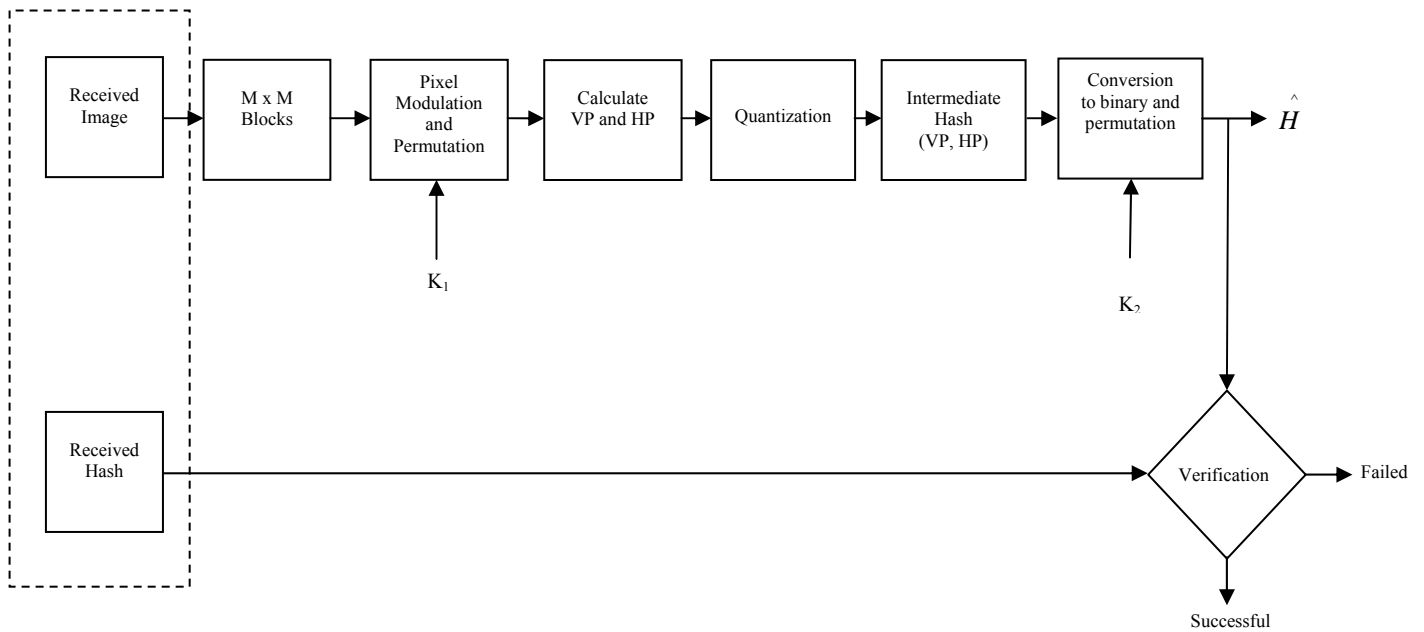 Received
Image
M x M
Blocks
Pixel
Modulation
and
Permutation
Calculate
VP and HP
Quantization
Intermediate
Hash
(VP, HP)
Conversion
to binary and
permutation
Ĥ
K₁
K₂
Received
Hash
Verification
Failed
Successful